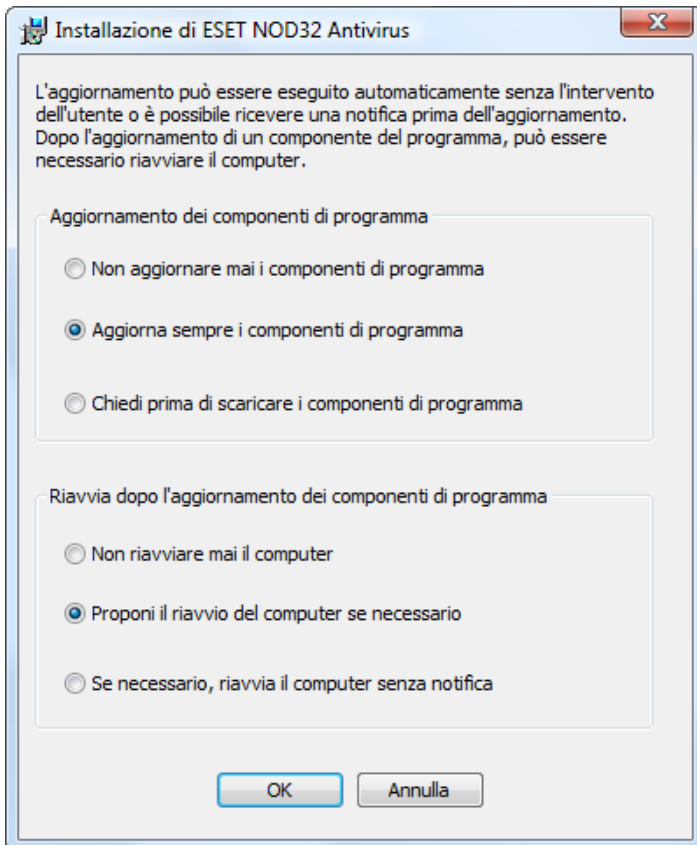 Installazione di ESET NOD32 Antivirus
L'aggiornamento può essere eseguito automaticamente senza l'intervento
dell'utente o è possibile ricevere una notifica prima dell'aggiornamento.
Dopo l'aggiornamento di un componente del programma, può essere
necessario riavviare il computer.
Aggiornamento dei componenti di programma
Non aggiornare mai i componenti di programma
Aggiorna sempre i componenti di programma
Chiedi prima di scaricare i componenti di programma
Riavvia dopo l'aggiornamento dei componenti di programma
Non riavviare mai il computer
Proponi il riavvio del computer se necessario
Se necessario, riavvia il computer senza notifica
OK Annulla